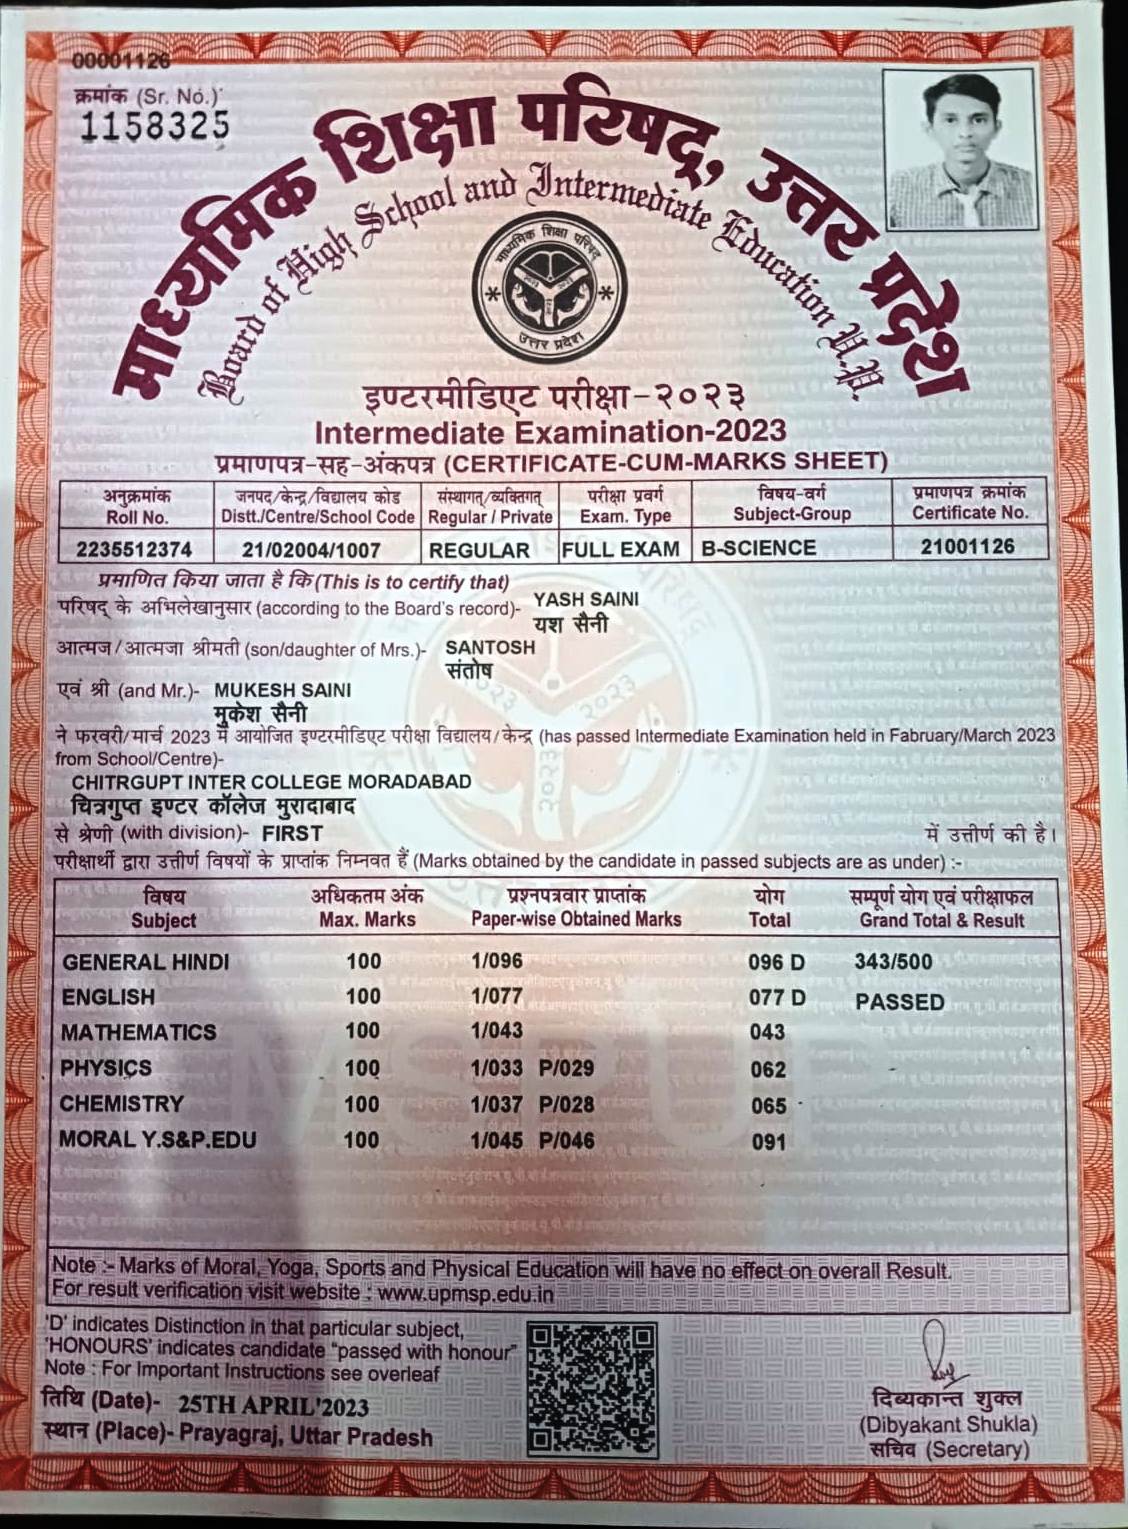 00001126
क्रमांक (Sr. No.)
1158325
माध्यमिक शिक्षा परिषद्, उत्तर प्रदेश
Board of High School and Intermediate Education U.P.
माध्यमिक शिक्षा परिषद
उत्तर प्रदेश
इण्टरमीडिएट परीक्षा-२०२३
Intermediate Examination-2023
प्रमाणपत्र-सह-अंकपत्र (CERTIFICATE-CUM-MARKS SHEET)
अनुक्रमांक जनपद/केन्द्र/विद्यालय कोड संस्थागत्/व्यक्तिगत् परीक्षा प्रवर्ग विषय-वर्ग प्रमाणपत्र क्रमांक
Roll No. Distt./Centre/School Code Regular / Private Exam. Type Subject-Group Certificate No.
2235512374 21/02004/1007 REGULAR FULL EXAM B-SCIENCE 21001126
प्रमाणित किया जाता है कि (This is to certify that)
परिषद् के अभिलेखानुसार (according to the Board's record)- YASH SAINI
यश सैनी
आत्मज/आत्मजा श्रीमती (son/daughter of Mrs.)- SANTOSH
संतोष
एवं श्री (and Mr.)- MUKESH SAINI
मुकेश सैनी
ने फरवरी/मार्च 2023 में आयोजित इण्टरमीडिएट परीक्षा विद्यालय/केन्द्र (has passed Intermediate Examination held in Fabruary/March 2023
from School/Centre)-
CHITRGUPT INTER COLLEGE MORADABAD
चित्रगुप्त इण्टर कॉलेज मुरादाबाद
से श्रेणी (with division)- FIRST में उत्तीर्ण की है।
परीक्षार्थी द्वारा उत्तीर्ण विषयों के प्राप्तांक निम्नवत हैं (Marks obtained by the candidate in passed subjects are as under) :-
विषय अधिकतम अंक प्रश्नपत्रवार प्राप्तांक योग सम्पूर्ण योग एवं परीक्षाफल
Subject Max. Marks Paper-wise Obtained Marks Total Grand Total & Result
GENERAL HINDI 100 1/096 096 D 343/500
ENGLISH 100 1/077 077 D PASSED
MATHEMATICS 100 1/043 043
PHYSICS 100 1/033 P/029 062
CHEMISTRY 100 1/037 P/028 065
MORAL Y.S&P.EDU 100 1/045 P/046 091
Note :- Marks of Moral, Yoga, Sports and Physical Education will have no effect on overall Result.
For result verification visit website : www.upmsp.edu.in
'D' indicates Distinction in that particular subject,
'HONOURS' indicates candidate "passed with honour"
Note : For Important Instructions see overleaf
तिथि (Date)- 25TH APRIL'2023
स्थान (Place)- Prayagraj, Uttar Pradesh
दिब्यकान्त शुक्ल
(Dibyakant Shukla)
सचिव (Secretary)